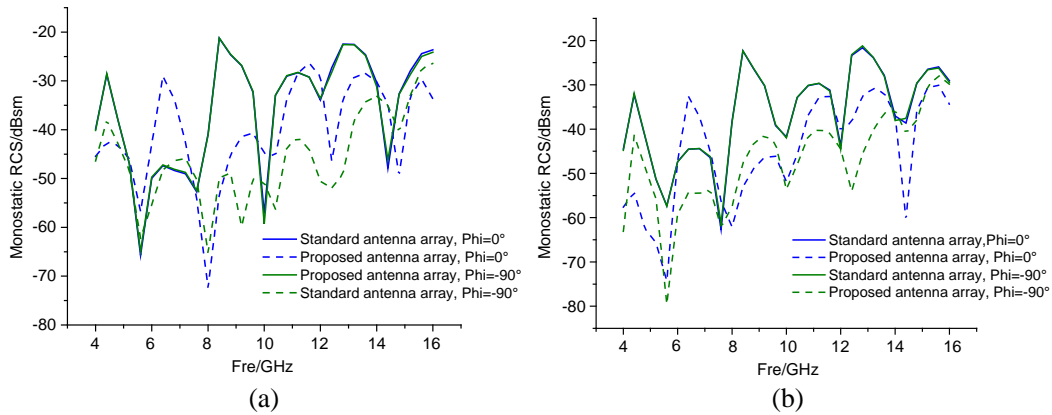 -20
-30
-40
-50
-60
-70
-80
Monostatic RCS/dBsm
Standard antenna array, Phi=0°
Proposed antenna array, Phi=0°
Proposed antenna array, Phi=-90°
Standard antenna array, Phi=-90°
4 6 8 10 12 14 16
Fre/GHz
(a)
-20
-30
-40
-50
-60
-70
-80
Monostatic RCS/dBsm
Standard antenna array,Phi=0°
Proposed antenna array, Phi=0°
Standard antenna array, Phi=-90°
Proposed antenna array, Phi=-90°
4 6 8 10 12 14 16
Fre/GHz
(b)